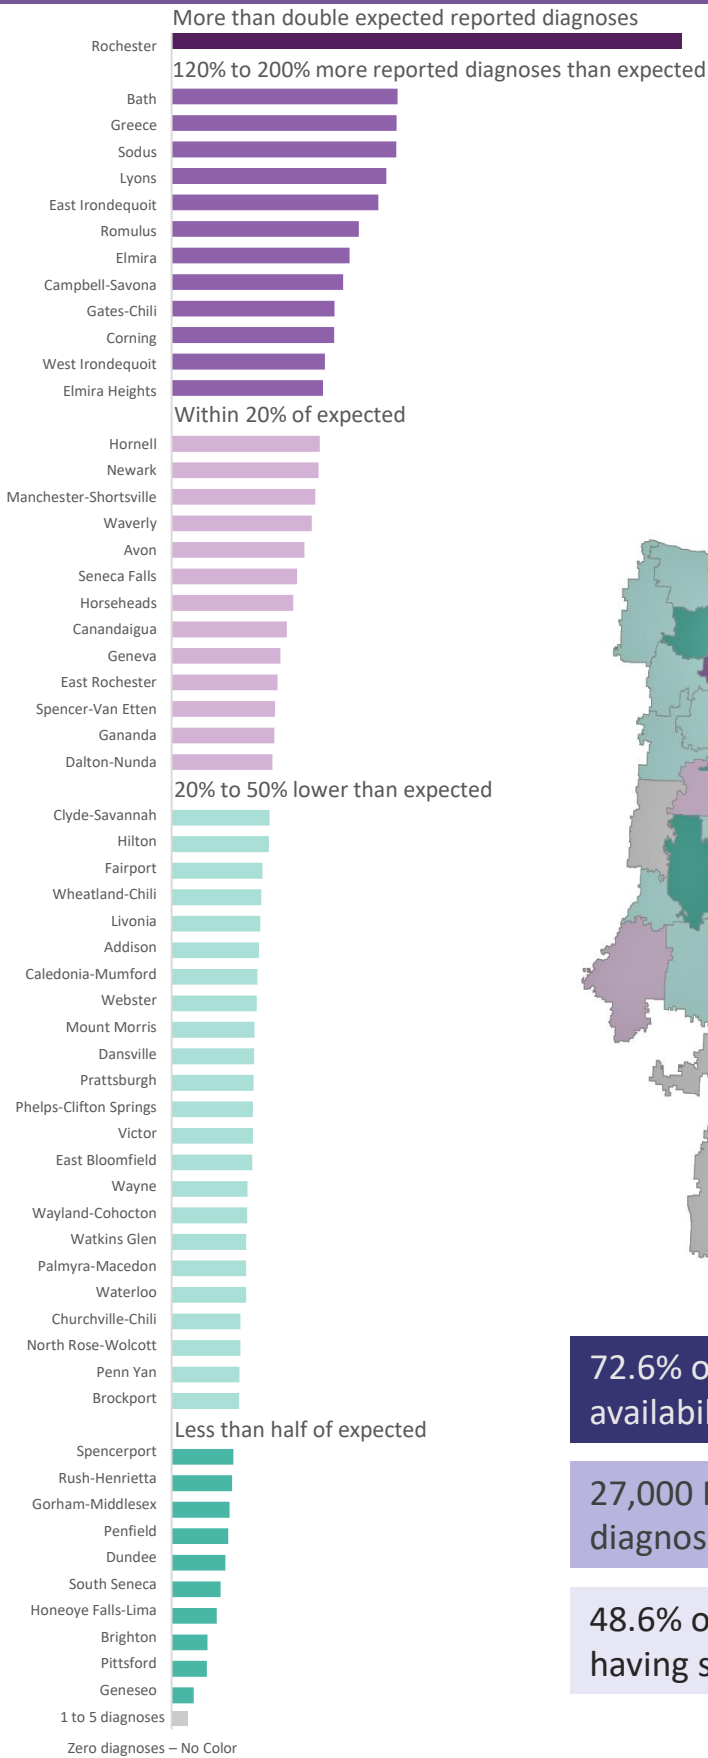 More than double expected reported diagnoses
Rochester
120% to 200% more reported diagnoses than expected
Bath
Greece
Sodus
Lyons
East Irondequoit
Romulus
Elmira
Campbell-Savona
Gates-Chili
Corning
West Irondequoit
Elmira Heights
Within 20% of expected
Hornell
Newark
Manchester-Shortsville
Waverly
Avon
Seneca Falls
Horseheads
Canandaigua
Geneva
East Rochester
Spencer-Van Etten
Gananda
Dalton-Nunda
20% to 50% lower than expected
Clyde-Savannah
Hilton
Fairport
Wheatland-Chili
Livonia
Addison
Caledonia-Mumford
Webster
Mount Morris
Dansville
Prattsburgh
Phelps-Clifton Springs
Victor
East Bloomfield
Wayne
Wayland-Cohocton
Watkins Glen
Palmyra-Macedon
Waterloo
Churchville-Chili
North Rose-Wolcott
Penn Yan
Brockport
Less than half of expected
Spencerport
Rush-Henrietta
Gorham-Middlesex
Penfield
Dundee
South Seneca
Honeoye Falls-Lima
Brighton
Pittsford
Geneseo
1 to 5 diagnoses
Zero diagnoses – No Color
72.6% o
availabil
27,000
diagnos
48.6% o
having s